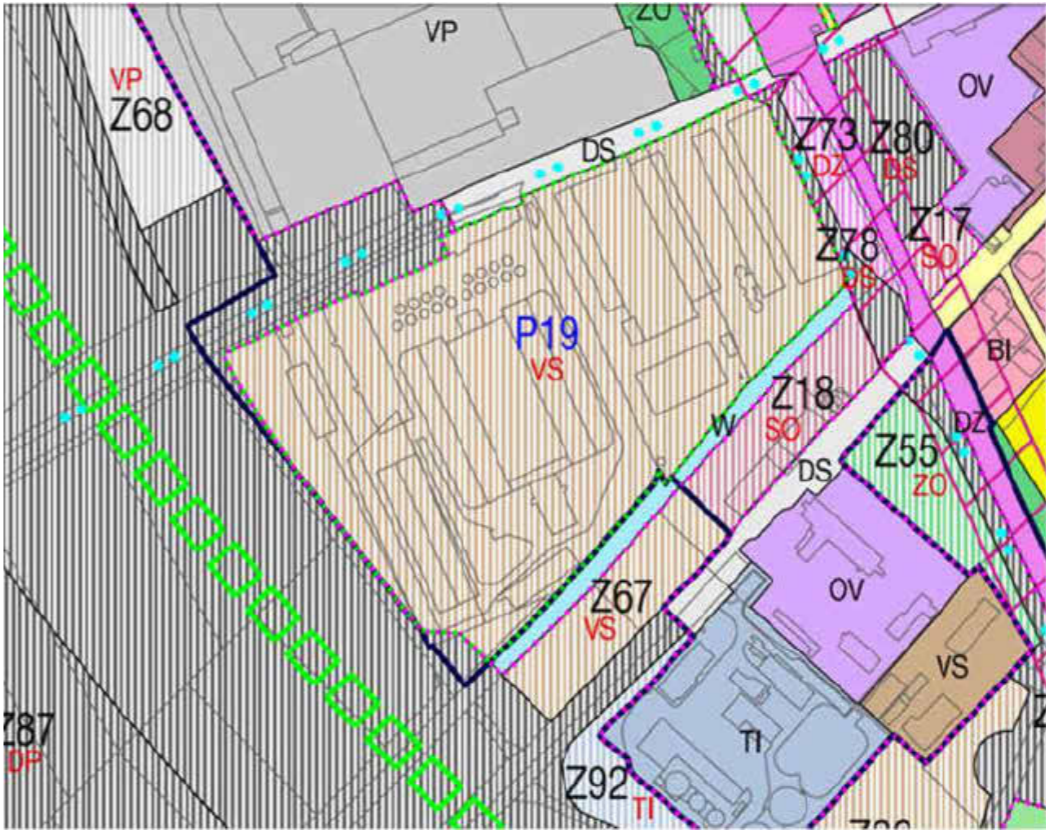 ZO
VP
VP
Z68
OV
DS
Z73
DZ
Z80
DS
Z17
SO
Z78
DS
P19
VS
BI
Z18
SO
W
DZ
Z55
ZO
DS
OV
Z67
VS
VS
TI
Z87
DP
Z92
TI